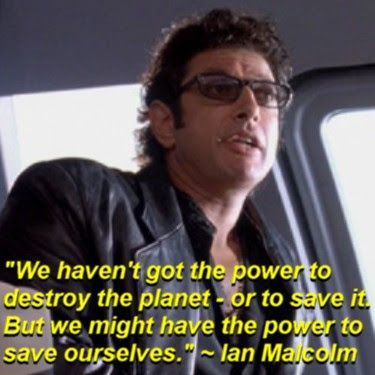 "We haven't got the power to
destroy the planet - or to save it.
But we might have the power to
save ourselves." ~ Ian Malcolm